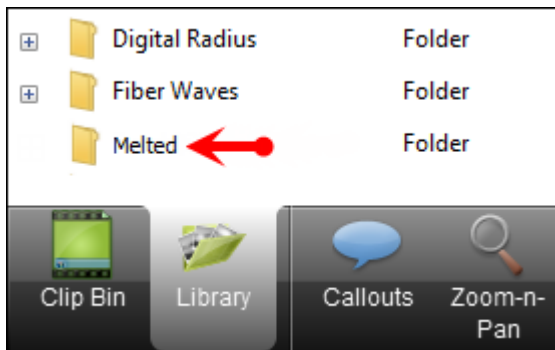 Digital Radius Folder
Fiber Waves Folder
Melted Folder
Clip Bin Library Callouts Zoom-n-
Pan